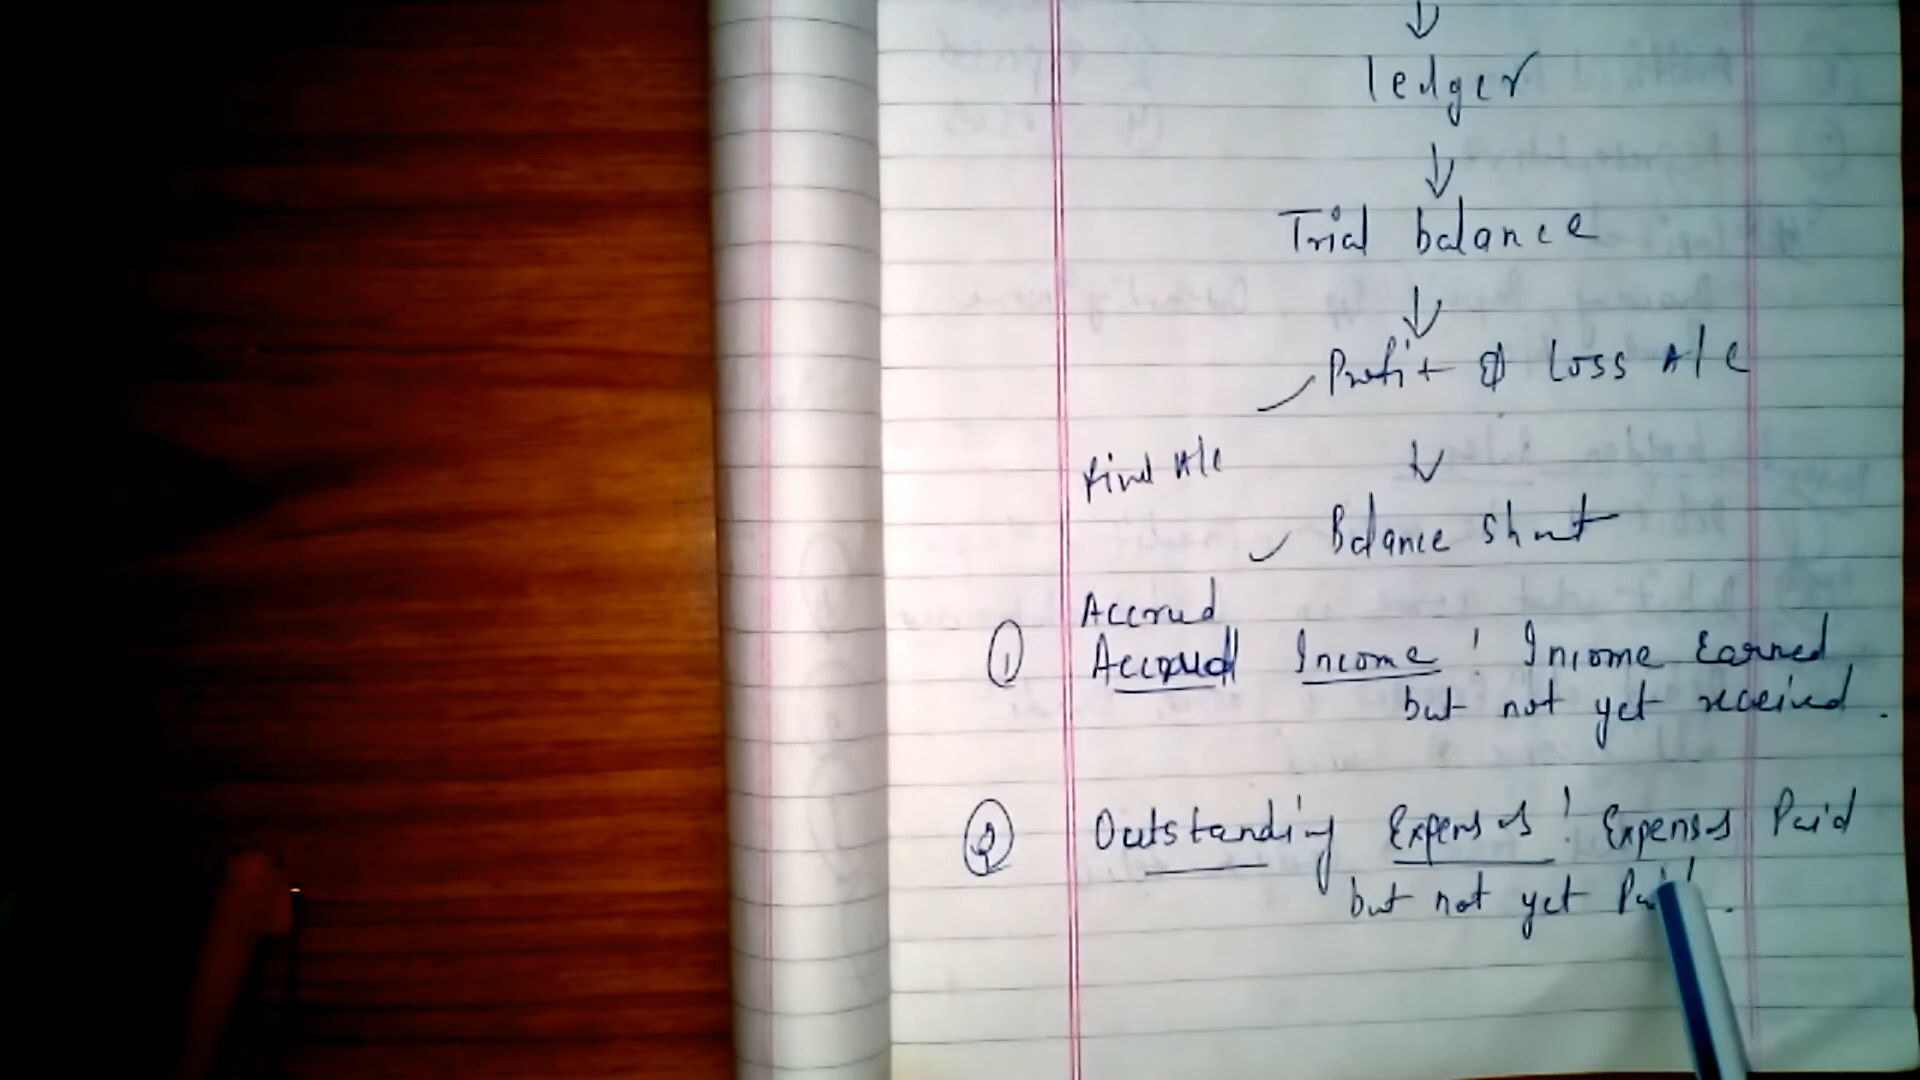 ↓
ledger
↓
Trial balance
↓
Profit & Loss A/c
Final A/c
↓
Balance sheet
Accrued
① Accrued Income : Income Earned
but not yet received.
② Outstanding Expenses : Expenses Paid
but not yet Paid.